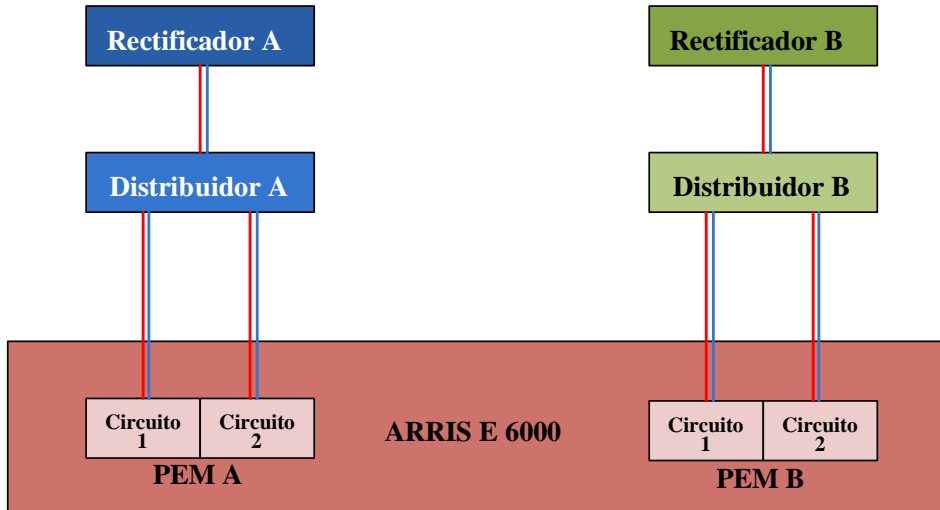 Rectificador A
Rectificador B
Distribuidor A
Distribuidor B
Circuito
1
Circuito
2
PEM A
ARRIS E 6000
Circuito
1
Circuito
2
PEM B